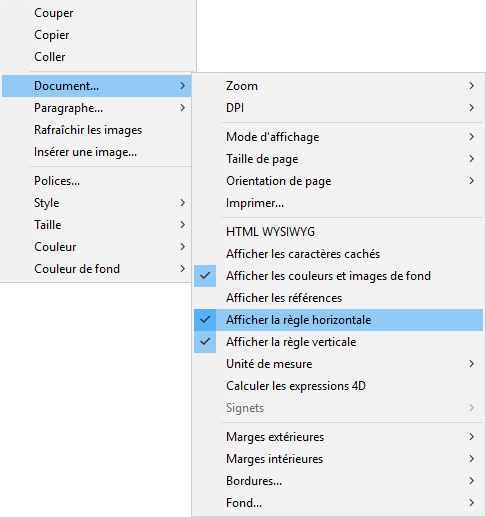 Couper
Copier
Coller
Document...
Paragraphe...
Rafraîchir les images
Insérer une image...
Polices...
Style
Taille
Couleur
Couleur de fond
Zoom
DPI
Mode d'affichage
Taille de page
Orientation de page
Imprimer...
HTML WYSIWYG
Afficher les caractères cachés
Afficher les couleurs et images de fond
Afficher les références
Afficher la règle horizontale
Afficher la règle verticale
Unité de mesure
Calculer les expressions 4D
Signets
Marges extérieures
Marges intérieures
Bordures...
Fond...